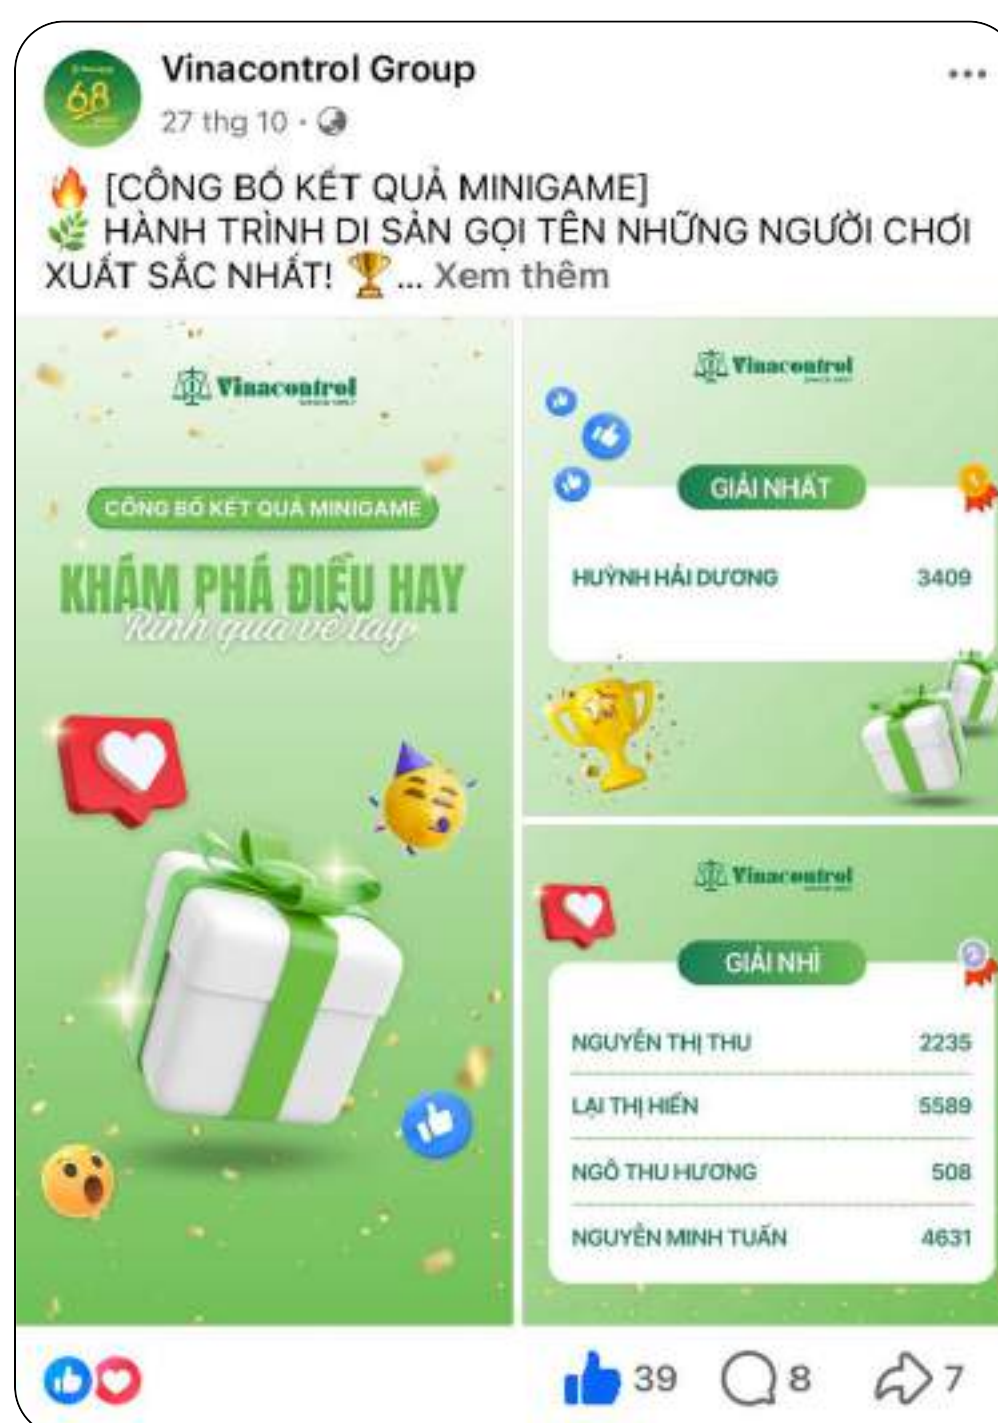 Vinacontrol Group
27 thg 10
[CÔNG BỐ KẾT QUẢ MINIGAME]
HÀNH TRÌNH DI SẢN GỌI TÊN NHỮNG NGƯỜI CHƠI
XUẤT SẮC NHẤT! ... Xem thêm
68
Vinacontrol
CÔNG BỐ KẾT QUẢ MINIGAME
KHÁM PHÁ ĐIỀU HAY
Rinh quà về tay
Vinacontrol
GIẢI NHẤT
1
HUỲNH HẢI DƯƠNG 3409
Vinacontrol
GIẢI NHÌ
2
NGUYỄN THỊ THU 2235
LẠI THỊ HIỀN 5589
NGÔ THU HƯƠNG 508
NGUYỄN MINH TUẤN 4631
39 8 7